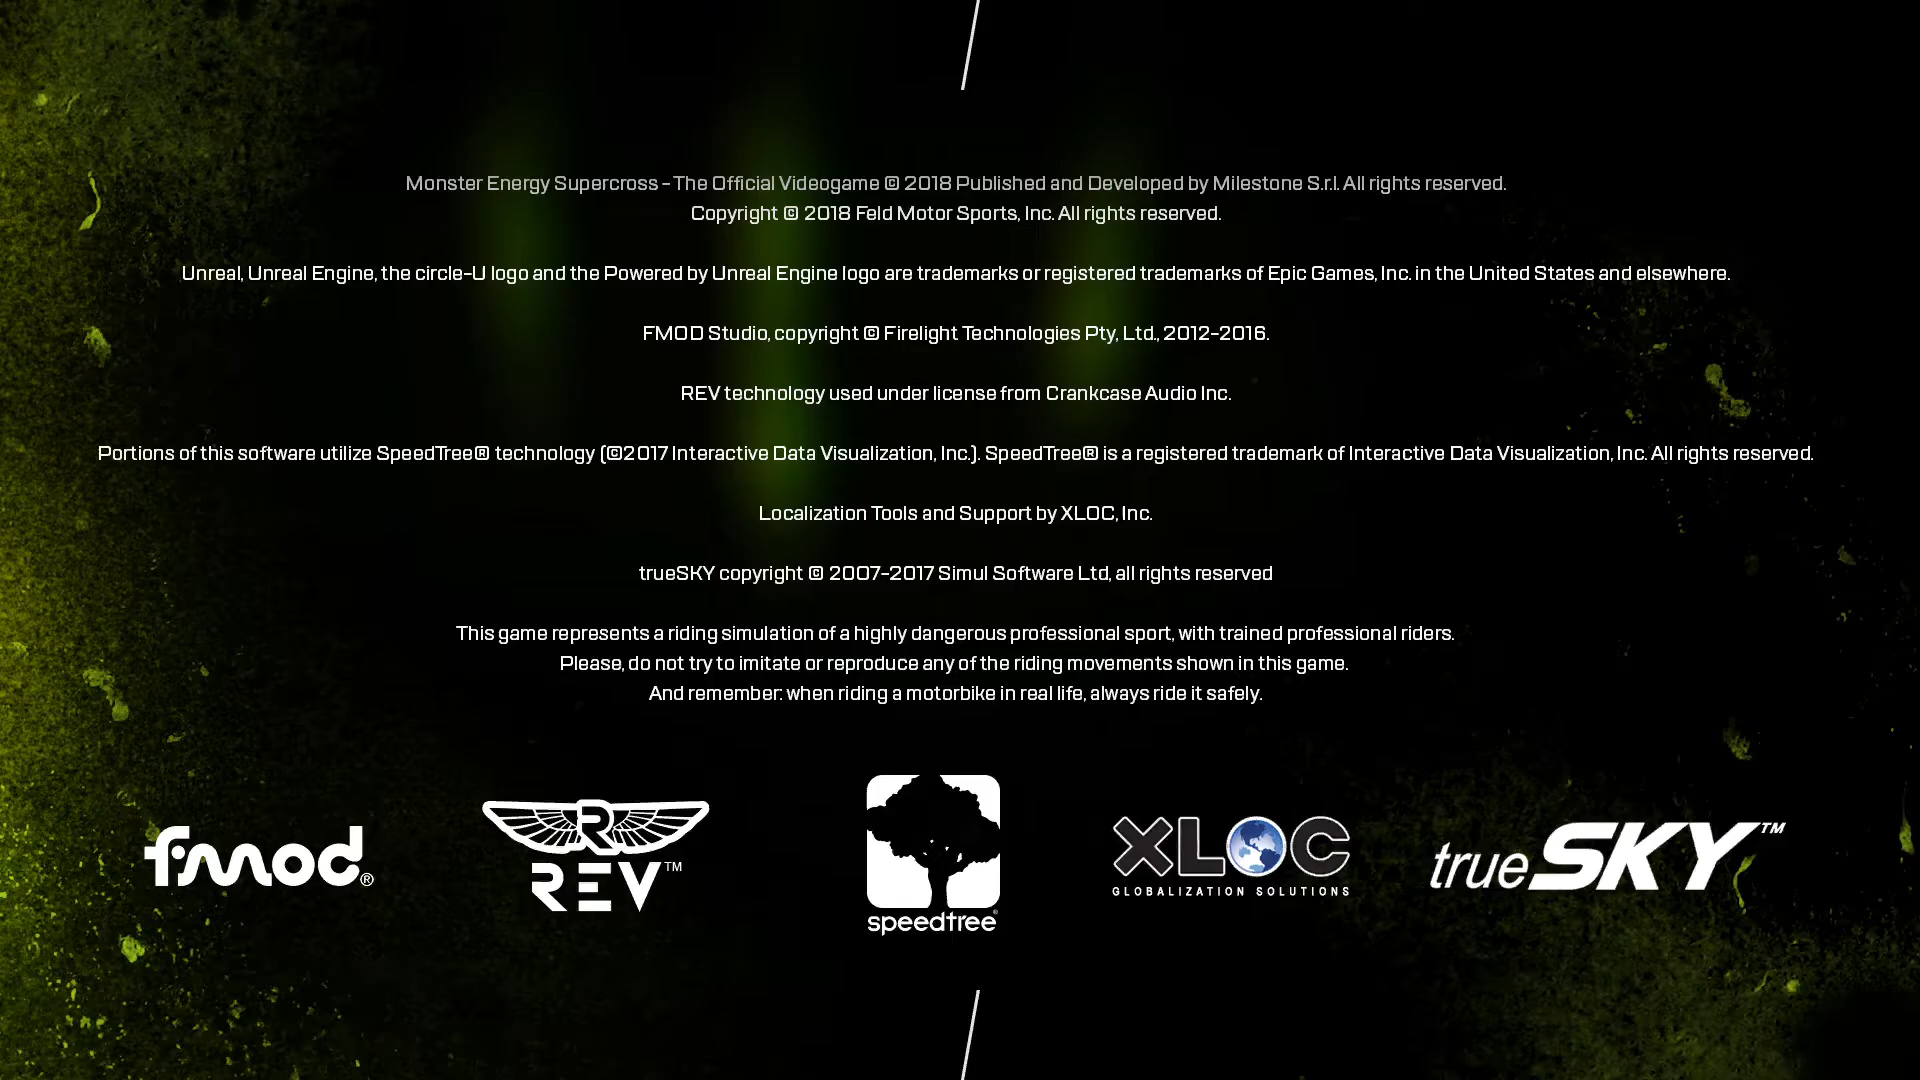 Monster Energy Supercross - The Official Videogame © 2018 Published and Developed by Milestone S.r.l. All rights reserved.
Copyright © 2018 Feld Motor Sports, Inc. All rights reserved.
Unreal, Unreal Engine, the circle-U logo and the Powered by Unreal Engine logo are trademarks or registered trademarks of Epic Games, Inc. in the United States and elsewhere.
FMOD Studio, copyright © Firelight Technologies Pty, Ltd., 2012-2016.
REV technology used under license from Crankcase Audio Inc.
Portions of this software utilize SpeedTree® technology (©2017 Interactive Data Visualization, Inc.). SpeedTree® is a registered trademark of Interactive Data Visualization, Inc. All rights reserved.
Localization Tools and Support by XLOC, Inc.
trueSKY copyright © 2007-2017 Simul Software Ltd, all rights reserved
This game represents a riding simulation of a highly dangerous professional sport, with trained professional riders.
Please, do not try to imitate or reproduce any of the riding movements shown in this game.
And remember: when riding a motorbike in real life, always ride it safely.
fmod®
R
REV™
speedtree®
XLOC
GLOBALIZATION SOLUTIONS
trueSKY™